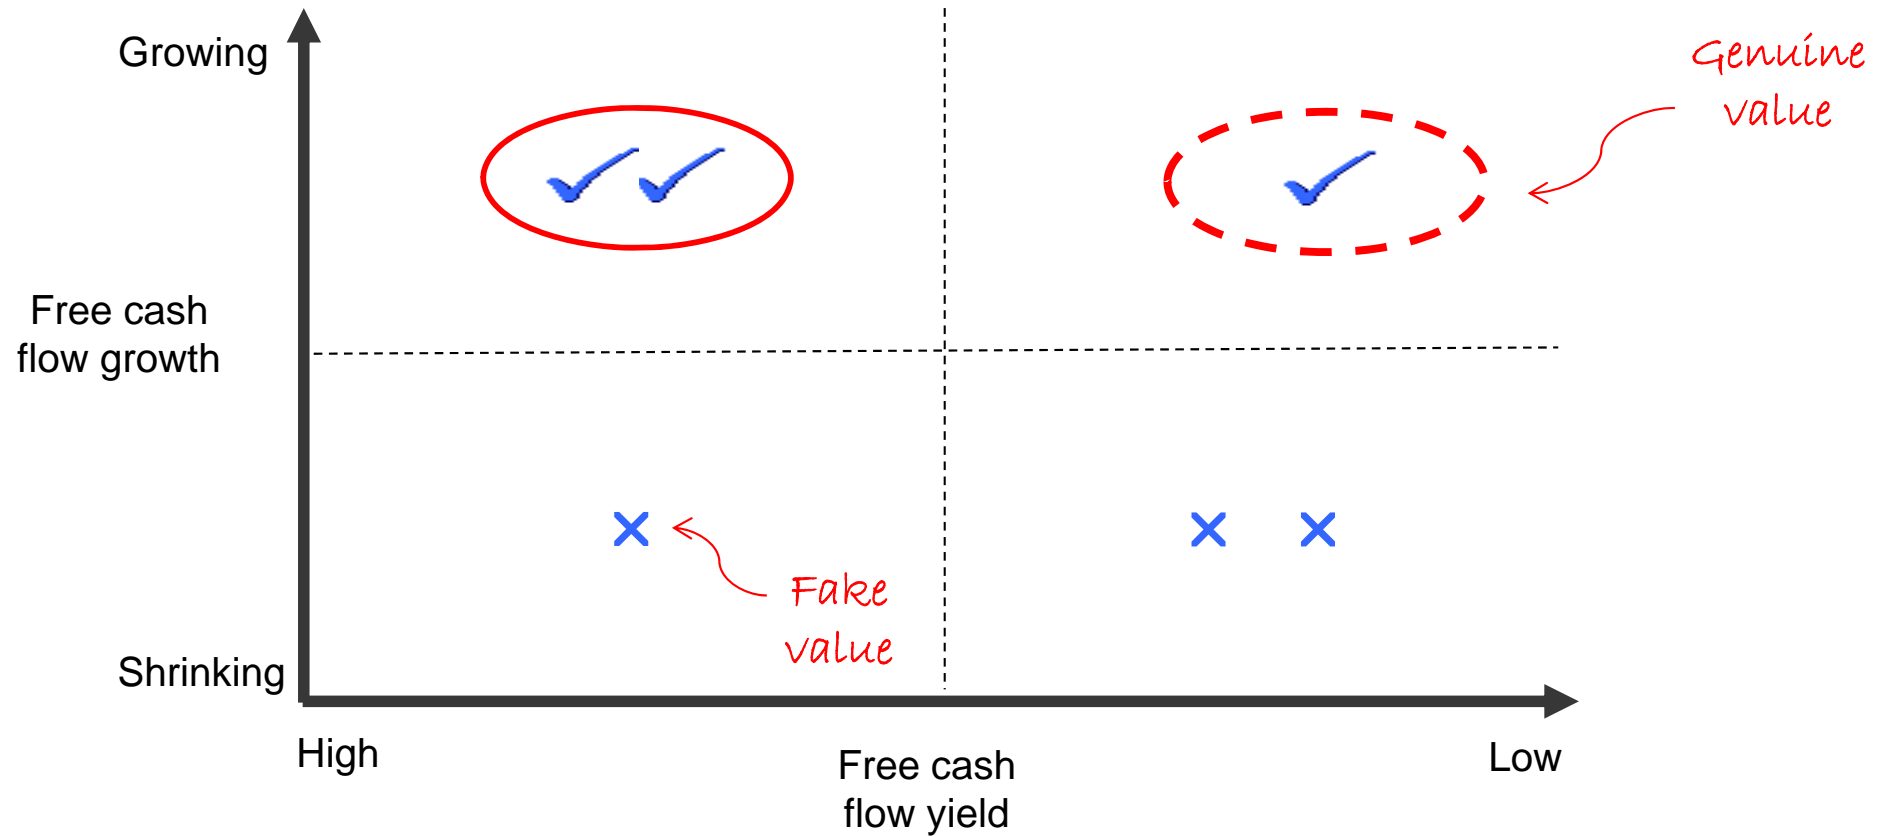 Growing
Genuine
value
Free cash
flow growth
Fake
value
Shrinking
High
Low
Free cash
flow yield